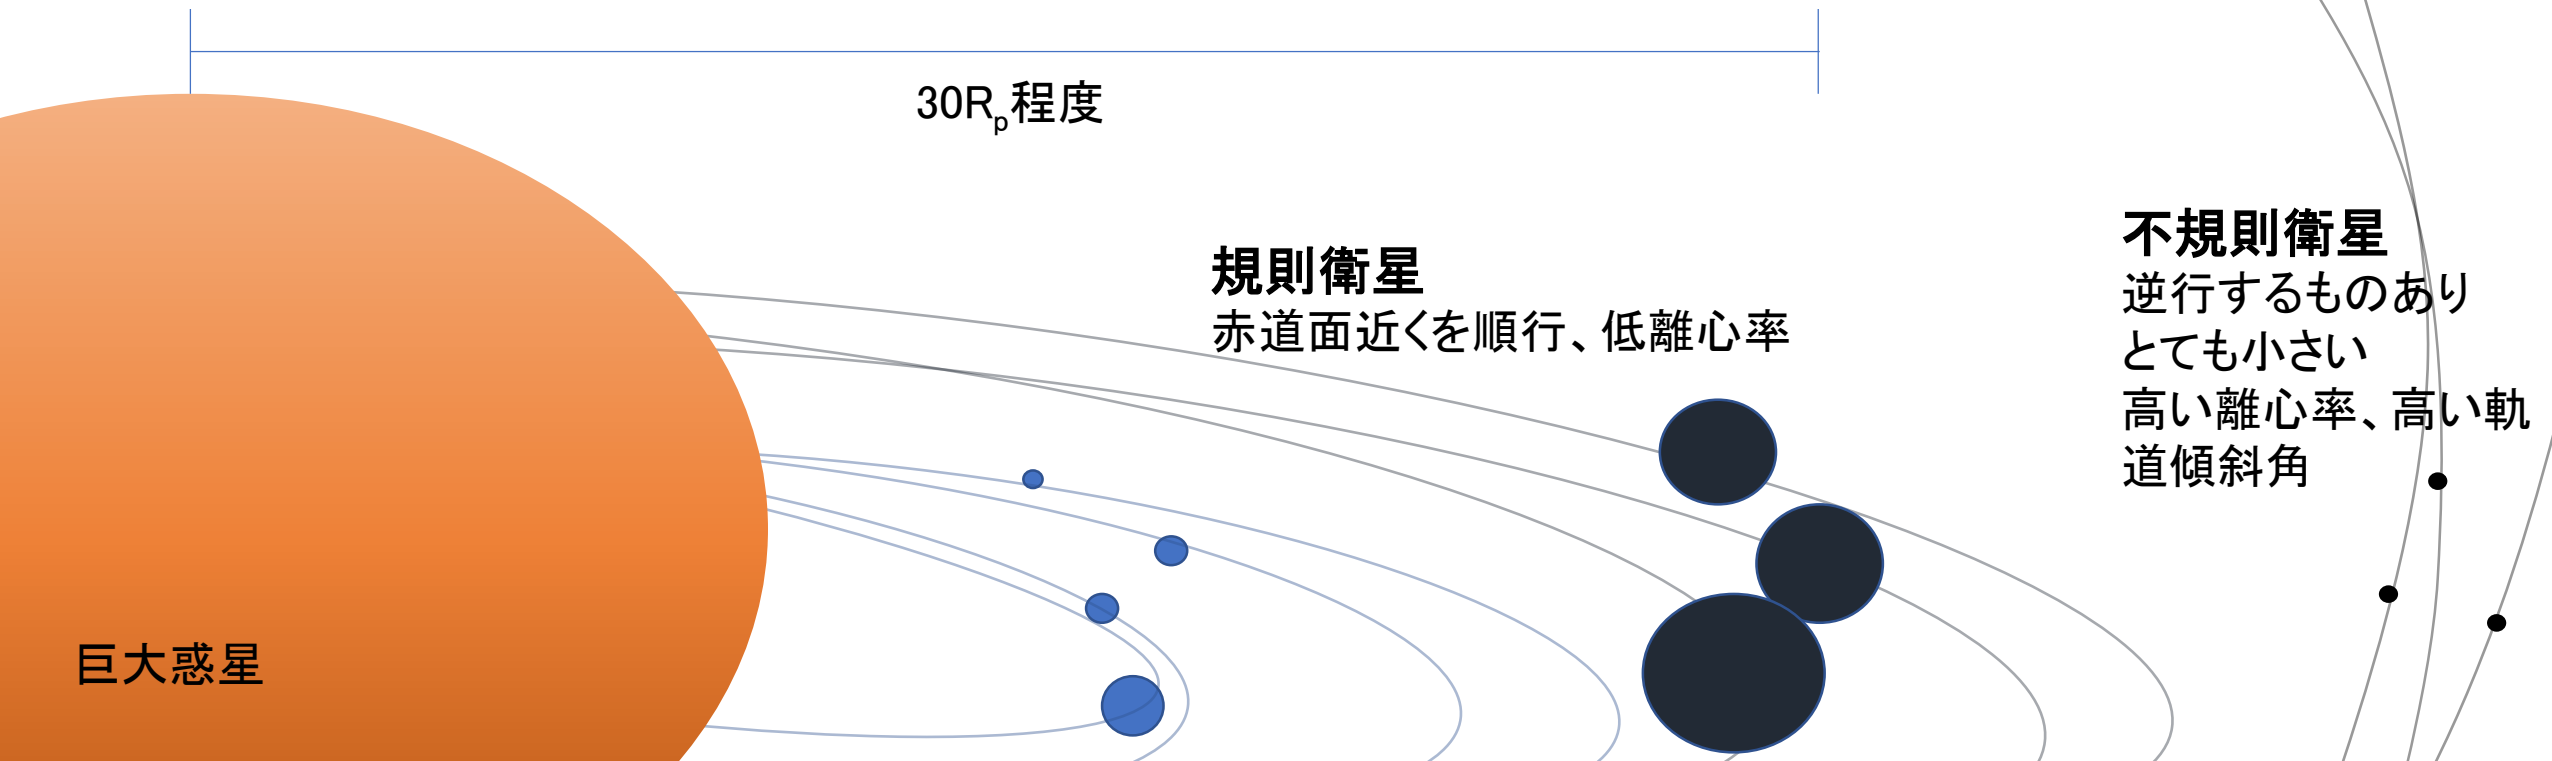 30Rp程度
規則衛星
赤道面近くを順行、低離心率
不規則衛星
逆行するものあり
とても小さい
高い離心率、高い軌
道傾斜角
巨大惑星